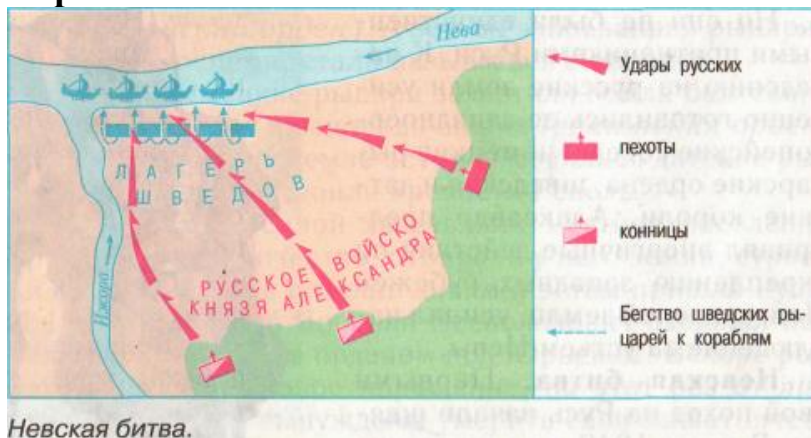 Нева
Ижора
ЛАГЕРЬ
ШВЕДОВ
РУССКОЕ ВОЙСКО
КНЯЗЯ АЛЕКСАНДРА
Удары русских
пехоты
конницы
Бегство шведских ры-
царей к кораблям
Невская битва.